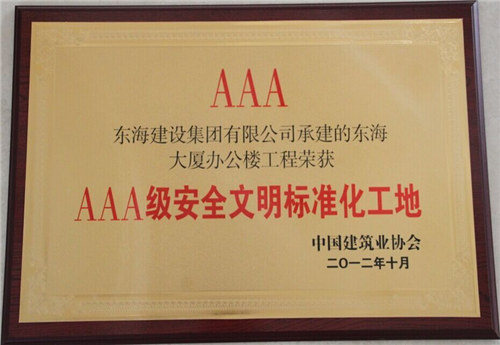 AAA
东海建设集团有限公司承建的东海
大厦办公楼工程荣获
AAA级安全文明标准化工地
中国建筑业协会
二〇一二年十月